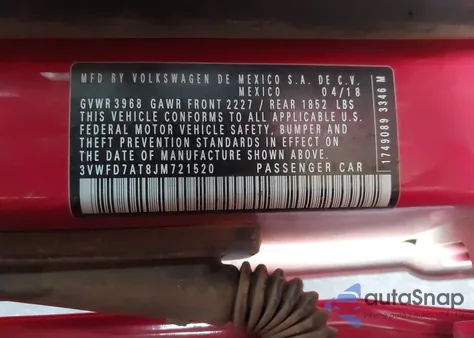 MFD BY VOLKSWAGEN DE MEXICO S.A. DE C.V.
MEXICO 04/18
GVWR 3968 GAWR FRONT 2227 / REAR 1852 LBS
THIS VEHICLE CONFORMS TO ALL APPLICABLE U.S.
FEDERAL MOTOR VEHICLE SAFETY, BUMPER AND
THEFT PREVENTION STANDARDS IN EFFECT ON THE
DATE OF MANUFACTURE SHOWN ABOVE
3VWFD7AT8JM721520 PASSENGER CAR
1749089 3346 M
autoSnap